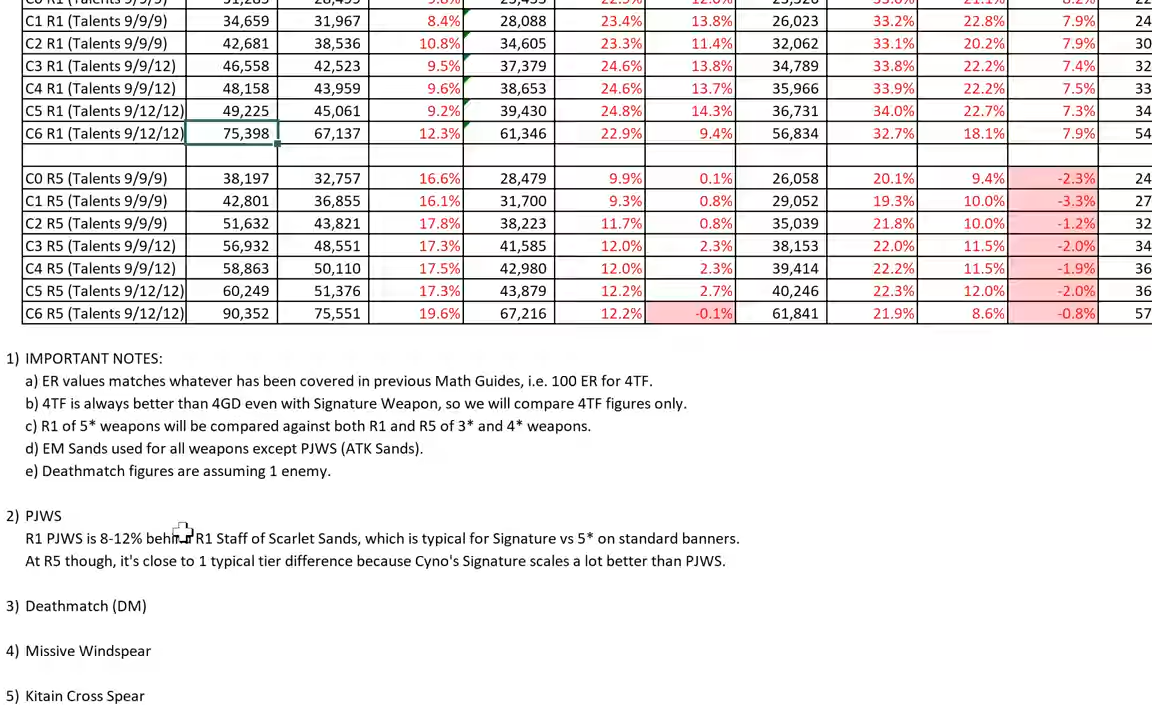 C1 R1 (Talents 9/9/9) 34,659 31,967 8.4% 28,088 23.4% 13.8% 26,023 33.2% 22.8% 7.9% 24
C2 R1 (Talents 9/9/9) 42,681 38,536 10.8% 34,605 23.3% 11.4% 32,062 33.1% 20.2% 7.9% 30
C3 R1 (Talents 9/9/12) 46,558 42,523 9.5% 37,379 24.6% 13.8% 34,789 33.8% 22.2% 7.4% 32
C4 R1 (Talents 9/9/12) 48,158 43,959 9.6% 38,653 24.6% 13.7% 35,966 33.9% 22.2% 7.5% 33
C5 R1 (Talents 9/12/12) 49,225 45,061 9.2% 39,430 24.8% 14.3% 36,731 34.0% 22.7% 7.3% 34
C6 R1 (Talents 9/12/12) 75,398 67,137 12.3% 61,346 22.9% 9.4% 56,834 32.7% 18.1% 7.9% 54
C0 R5 (Talents 9/9/9) 38,197 32,757 16.6% 28,479 9.9% 0.1% 26,058 20.1% 9.4% -2.3% 24
C1 R5 (Talents 9/9/9) 42,801 36,855 16.1% 31,700 9.3% 0.8% 29,052 19.3% 10.0% -3.3% 27
C2 R5 (Talents 9/9/9) 51,632 43,821 17.8% 38,223 11.7% 0.8% 35,039 21.8% 10.0% -1.2% 32
C3 R5 (Talents 9/9/12) 56,932 48,551 17.3% 41,585 12.0% 2.3% 38,153 22.0% 11.5% -2.0% 34
C4 R5 (Talents 9/9/12) 58,863 50,110 17.5% 42,980 12.0% 2.3% 39,414 22.2% 11.5% -1.9% 36
C5 R5 (Talents 9/12/12) 60,249 51,376 17.3% 43,879 12.2% 2.7% 40,246 22.3% 12.0% -2.0% 36
C6 R5 (Talents 9/12/12) 90,352 75,551 19.6% 67,216 12.2% -0.1% 61,841 21.9% 8.6% -0.8% 57
1) IMPORTANT NOTES:
a) ER values matches whatever has been covered in previous Math Guides, i.e. 100 ER for 4TF.
b) 4TF is always better than 4GD even with Signature Weapon, so we will compare 4TF figures only.
c) R1 of 5* weapons will be compared against both R1 and R5 of 3* and 4* weapons.
d) EM Sands used for all weapons except PJWS (ATK Sands).
e) Deathmatch figures are assuming 1 enemy.
2) PJWS
R1 PJWS is 8-12% behind R1 Staff of Scarlet Sands, which is typical for Signature vs 5* on standard banners.
At R5 though, it's close to 1 typical tier difference because Cyno's Signature scales a lot better than PJWS.
3) Deathmatch (DM)
4) Missive Windspear
5) Kitain Cross Spear